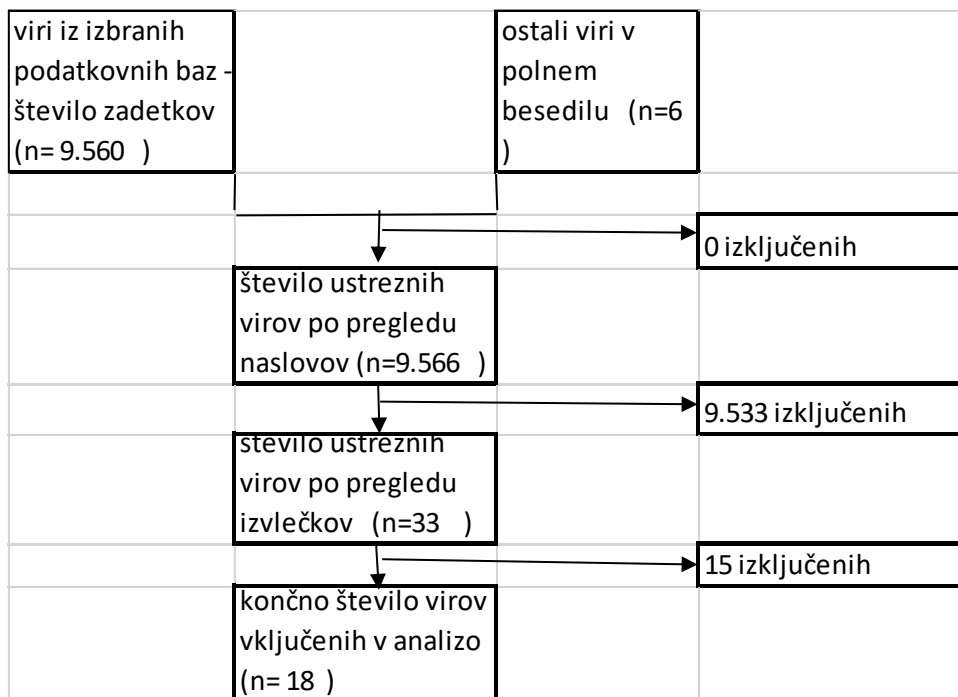 viri iz izbranih
podatkovnih baz -
število zadetkov
(n= 9.560 )
ostali viri v
polnem
besedilu (n=6
)
0 izključenih
število ustreznih
virov po pregledu
naslovov (n=9.566 )
9.533 izključenih
število ustreznih
virov po pregledu
izvlečkov (n=33 )
15 izključenih
končno število virov
vključenih v analizo
(n= 18 )